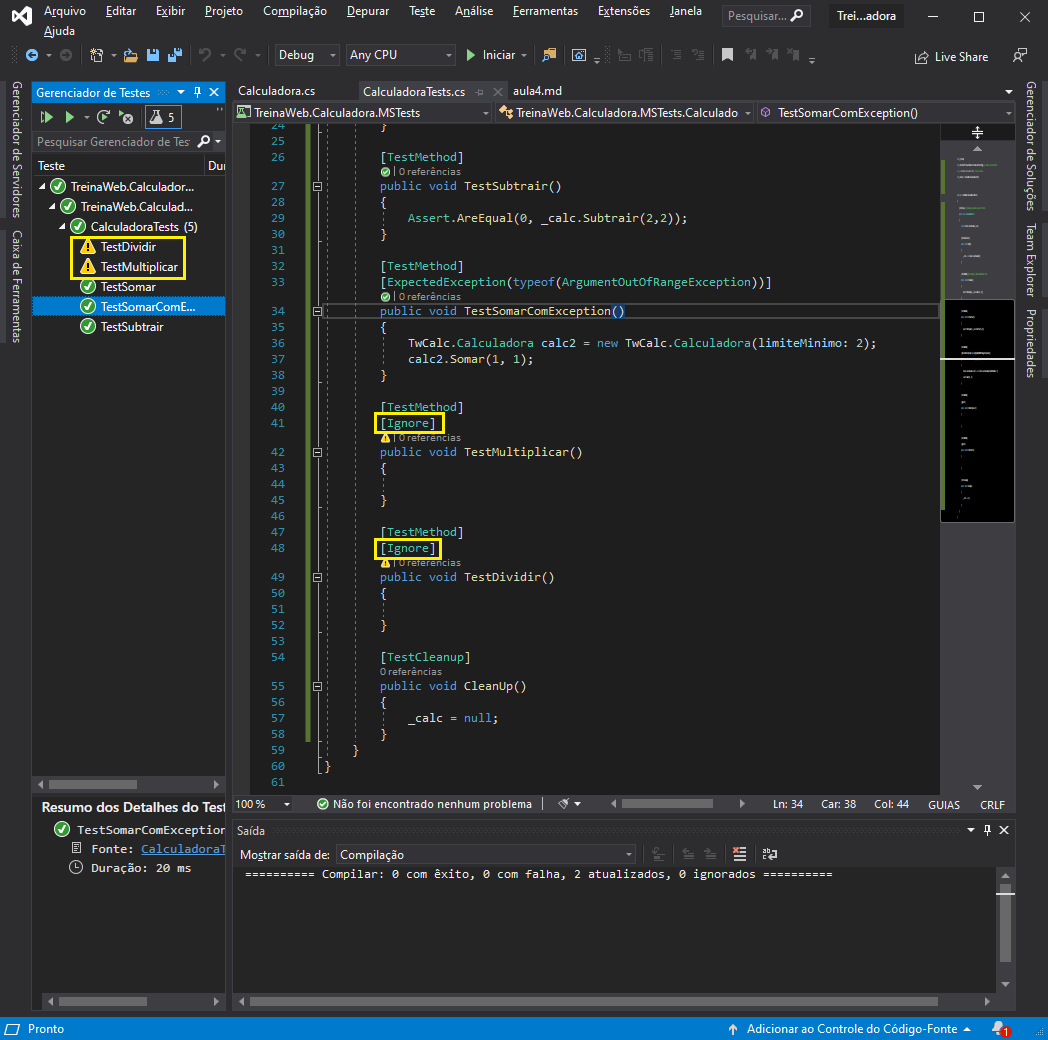 Arquivo Editar Exibir Projeto Compilação Depurar Teste Análise Ferramentas Extensões Janela Pesquisar... Trei...adora
Ajuda
Debug Any CPU Iniciar Live Share
Gerenciador de Servidores
Caixa de Ferramentas
Gerenciador de Testes
5
Pesquisar Gerenciador de Tes
Teste Du
TreinaWeb.Calculador...
TreinaWeb.Calculad...
CalculadoraTests (5)
TestDividir
TestMultiplicar
TestSomar
TestSomarComE...
TestSubtrair
Resumo dos Detalhes do Test
TestSomarComException
Fonte: CalculadoraT
Duração: 20 ms
Calculadora.cs CalculadoraTests.cs aula4.md
TreinaWeb.Calculadora.MSTests TreinaWeb.Calculadora.MSTests.Calculado TestSomarComException()
24 }
25
26 [TestMethod]
| 0 referências
27 public void TestSubtrair()
28 {
29 Assert.AreEqual(0, _calc.Subtrair(2,2));
30 }
31
32 [TestMethod]
33 [ExpectedException(typeof(ArgumentOutOfRangeException))]
| 0 referências
34 public void TestSomarComException()
35 {
36 TwCalc.Calculadora calc2 = new TwCalc.Calculadora(limiteMinimo: 2);
37 calc2.Somar(1, 1);
38 }
39
40 [TestMethod]
41 [Ignore]
| 0 referências
42 public void TestMultiplicar()
43 {
44
45 }
46
47 [TestMethod]
48 [Ignore]
| 0 referências
49 public void TestDividir()
50 {
51
52 }
53
54 [TestCleanup]
0 referências
55 public void CleanUp()
56 {
57 _calc = null;
58 }
59 }
60 }
61
100 % Não foi encontrado nenhum problema Ln: 34 Car: 38 Col: 44 GUIAS CRLF
Saída
Mostrar saída de: Compilação
========== Compilar: 0 com êxito, 0 com falha, 2 atualizados, 0 ignorados ==========
Gerenciador de Soluções
Team Explorer
Propriedades
Pronto Adicionar ao Controle do Código-Fonte 1